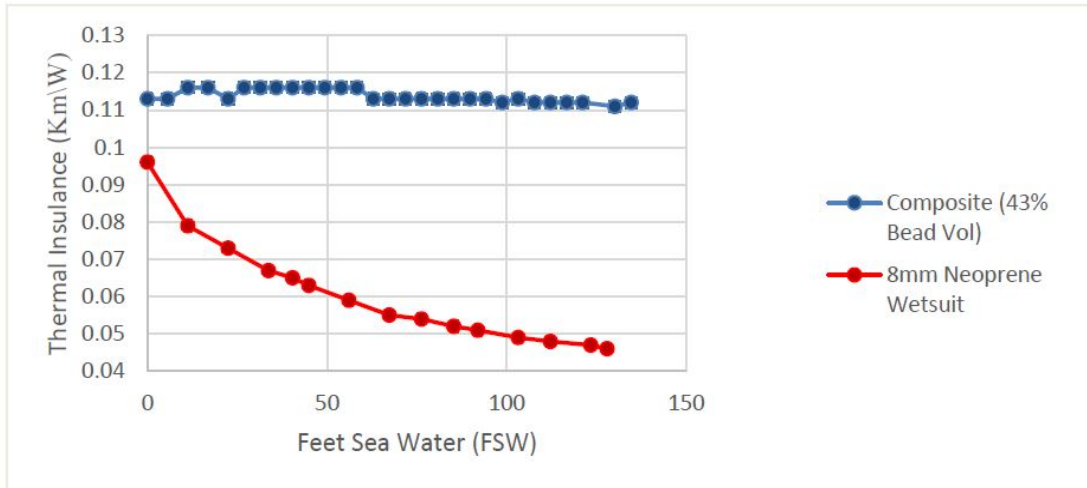 Thermal Insulance (Km\W)
0.13
0.12
0.11
0.1
0.09
0.08
0.07
0.06
0.05
0.04
0
50
100
150
Feet Sea Water (FSW)
Composite (43%
Bead Vol)
8mm Neoprene
Wetsuit